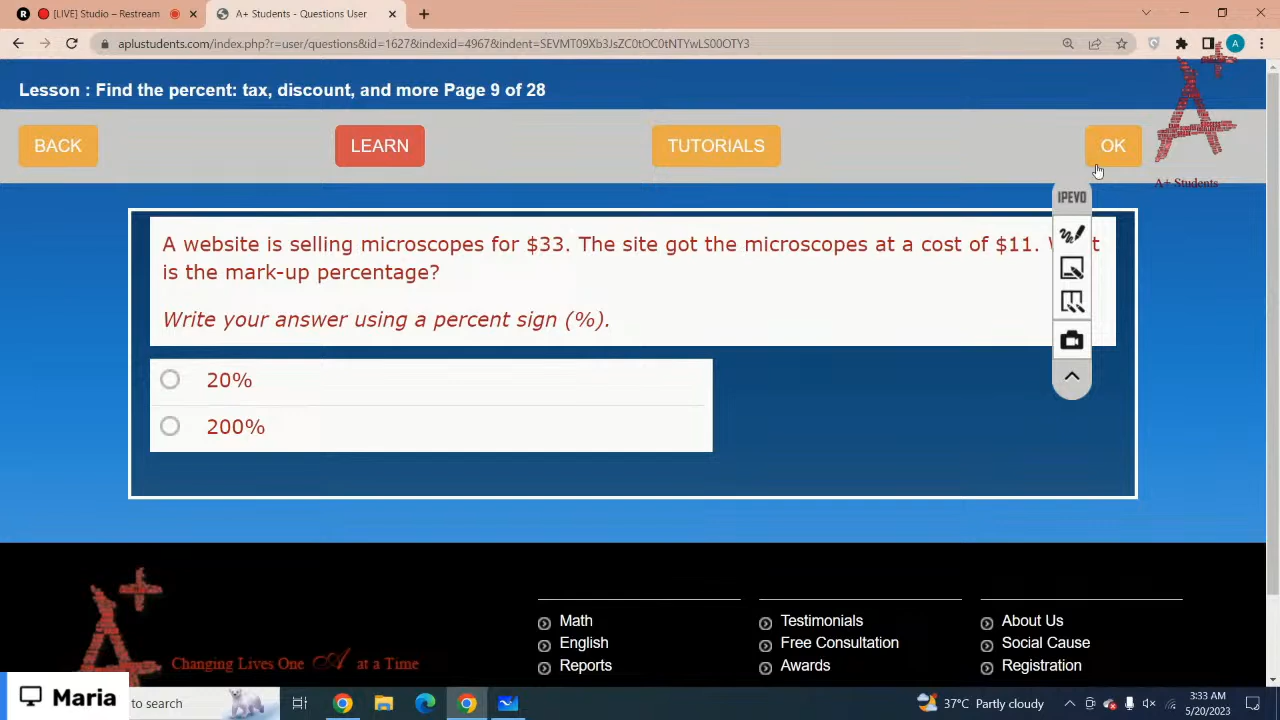 [LIVE] Studio – Restream
A+ Students - Questions User
aplustudents.com/index.php?r=user/questions&id=1627&indexid=4967&indent=SEVMT09Xb3JsZC0tOC0tNTYwLS00OTY3
A
Lesson : Find the percent: tax, discount, and more Page 9 of 28
BACK
LEARN
TUTORIALS
OK
A+
A+ Students
IPEVO
A website is selling microscopes for $33. The site got the microscopes at a cost of $11.
is the mark-up percentage?
Write your answer using a percent sign (%).
20%
200%
A+
Changing Lives One A at a Time
Math
English
Reports
Testimonials
Free Consultation
Awards
About Us
Social Cause
Registration
Maria
to search
37°C Partly cloudy
3:33 AM
5/20/2023